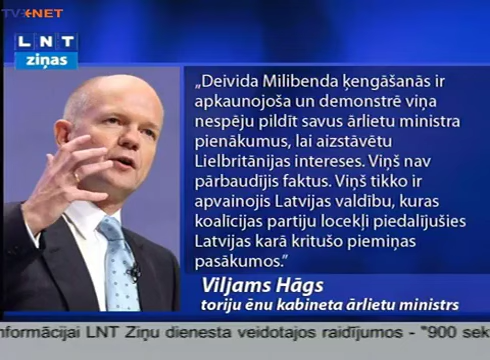 TV NET
LNT
ziņas
„Deivida Milibenda ķengāšanās ir
apkaunojoša un demonstrē viņa
nespēju pildīt savus ārlietu ministra
pienākumus, lai aizstāvētu
Lielbritānijas intereses. Viņš nav
pārbaudījis faktus. Viņš tikko ir
apvainojis Latvijas valdību, kuras
koalīcijas partiju locekļi piedalījušies
Latvijas karā kritušo piemiņas
pasākumos."
Viljams Hāgs
toriju ēnu kabineta ārlietu ministrs
nformācijai LNT Ziņu dienesta veidotajos raidījumos - "900 sek